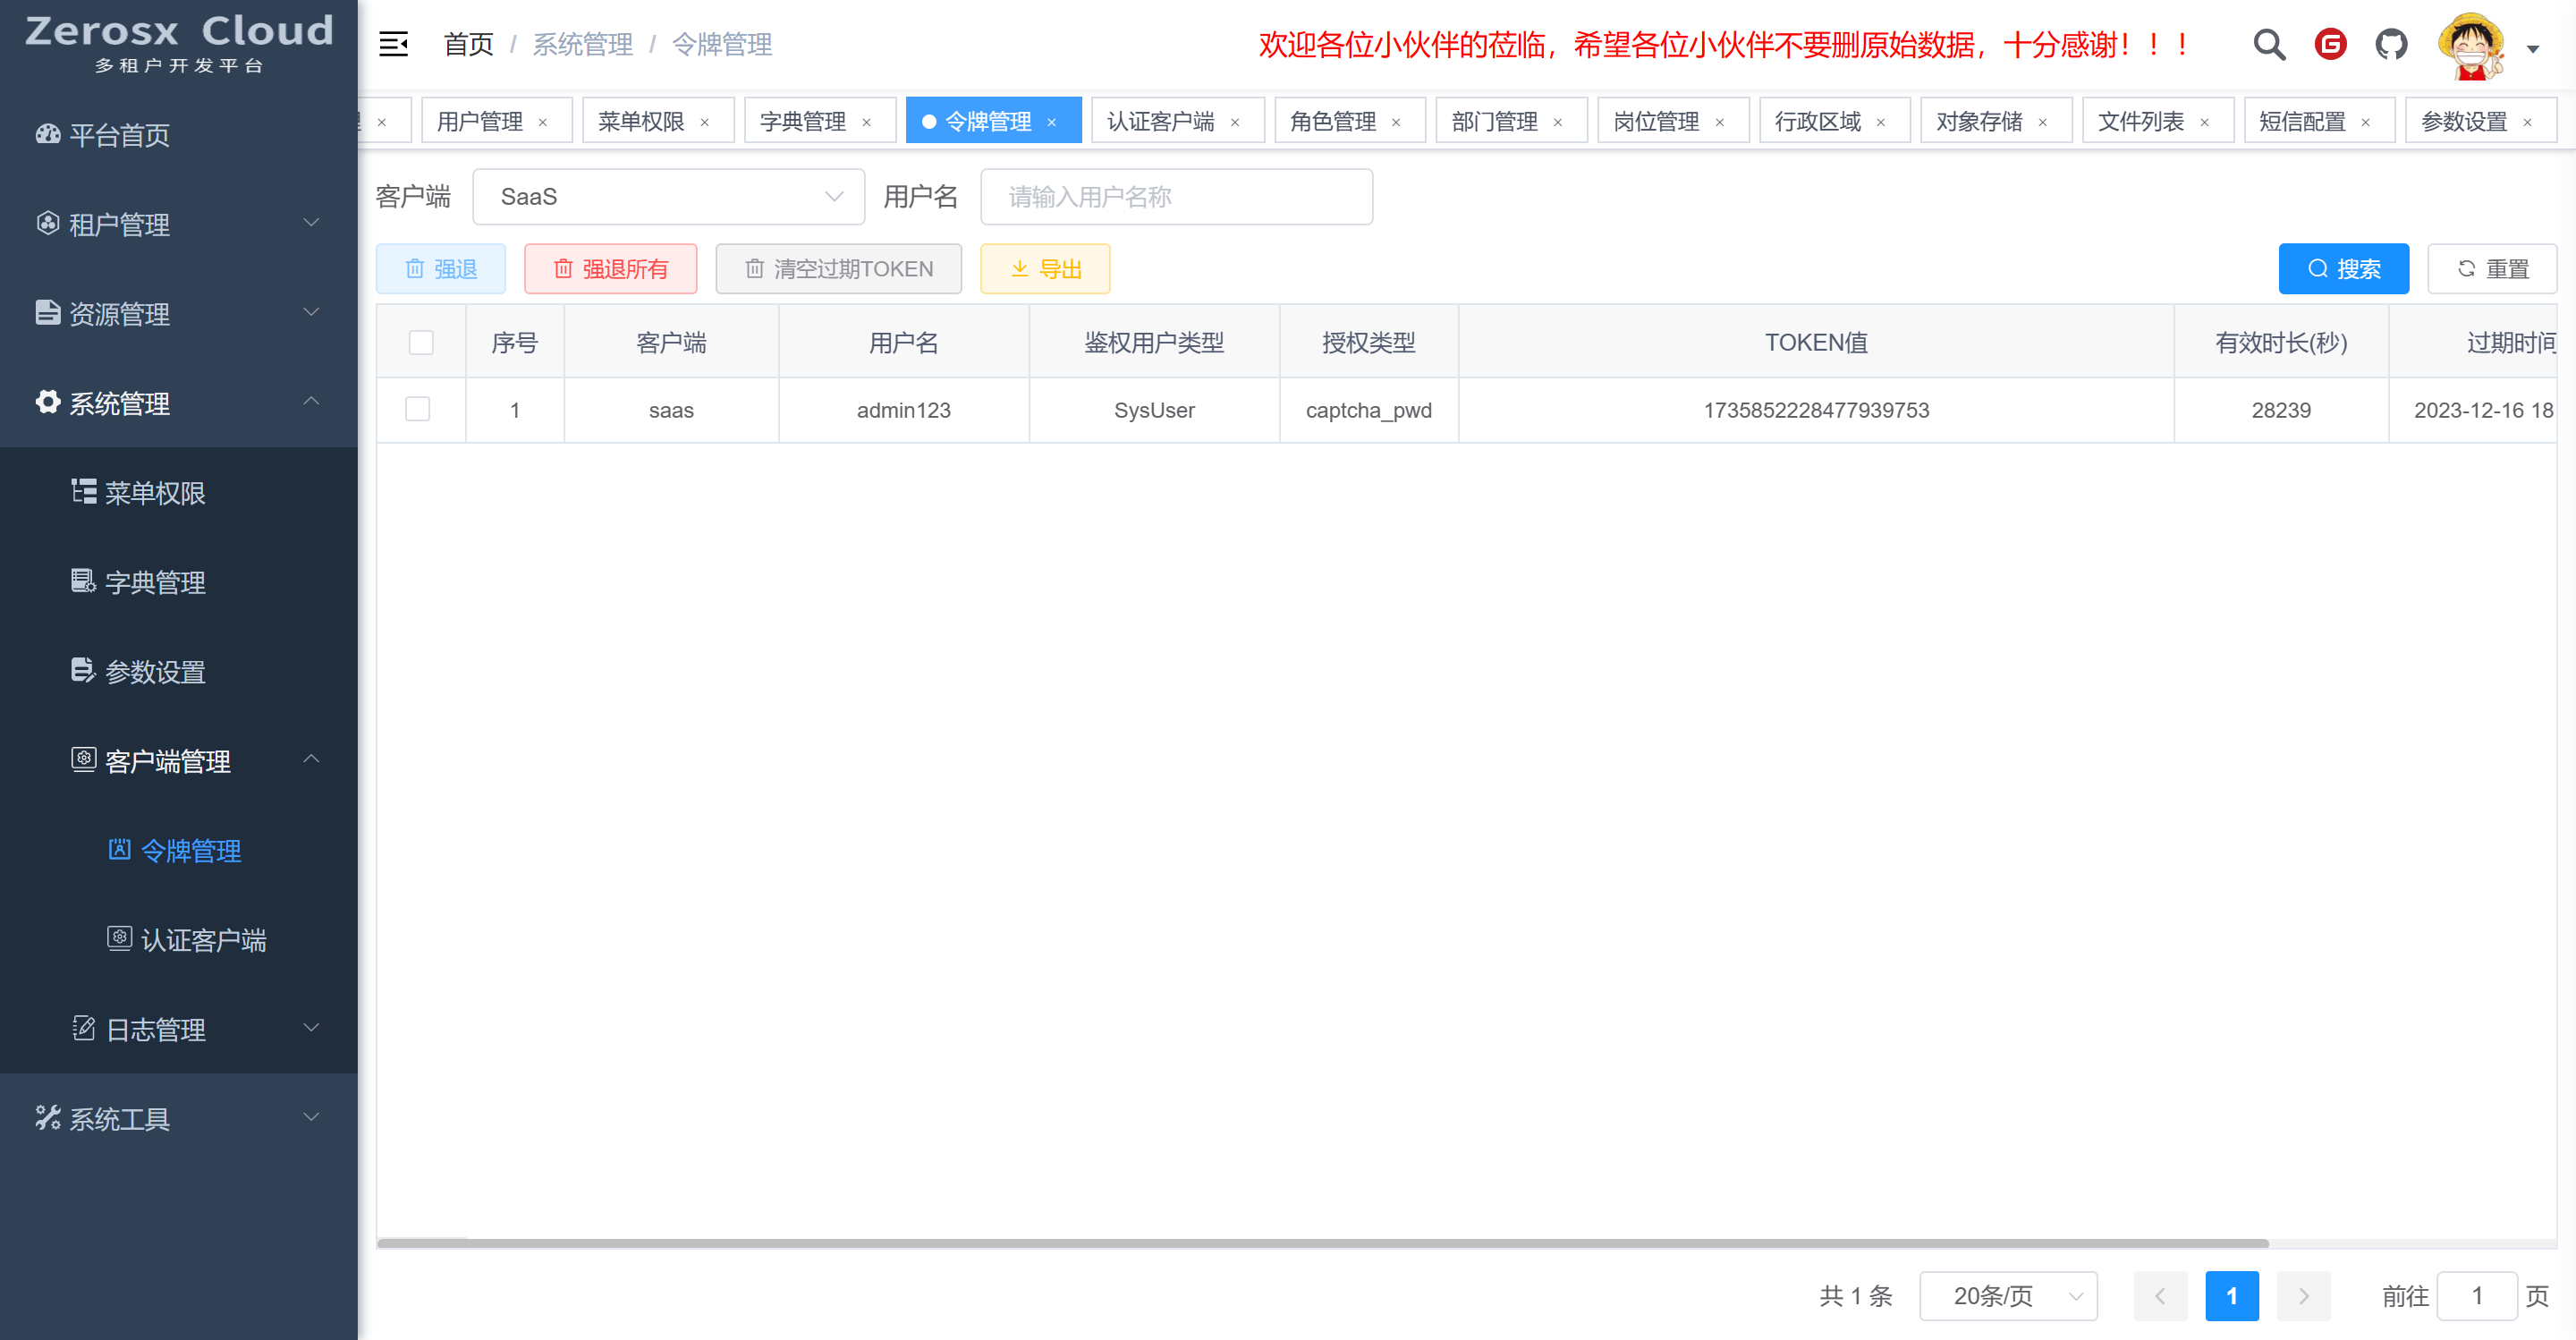 Zerosx Cloud
多租户开发平台
首页 / 系统管理 / 令牌管理
欢迎各位小伙伴的莅临，希望各位小伙伴不要删原始数据，十分感谢！！！
用户管理 × 菜单权限 × 字典管理 × 令牌管理 × 认证客户端 × 角色管理 × 部门管理 × 岗位管理 × 行政区域 × 对象存储 × 文件列表 × 短信配置 × 参数设置 ×
平台首页
租户管理
资源管理
系统管理
菜单权限
字典管理
参数设置
客户端管理
令牌管理
认证客户端
日志管理
系统工具
客户端 SaaS 用户名 请输入用户名称
强退 强退所有 清空过期TOKEN 导出 搜索 重置
序号 客户端 用户名 鉴权用户类型 授权类型 TOKEN值 有效时长(秒) 过期时间
1 saas admin123 SysUser captcha_pwd 1735852228477939753 28239 2023-12-16 18
共 1 条 20条/页 1 前往 1 页